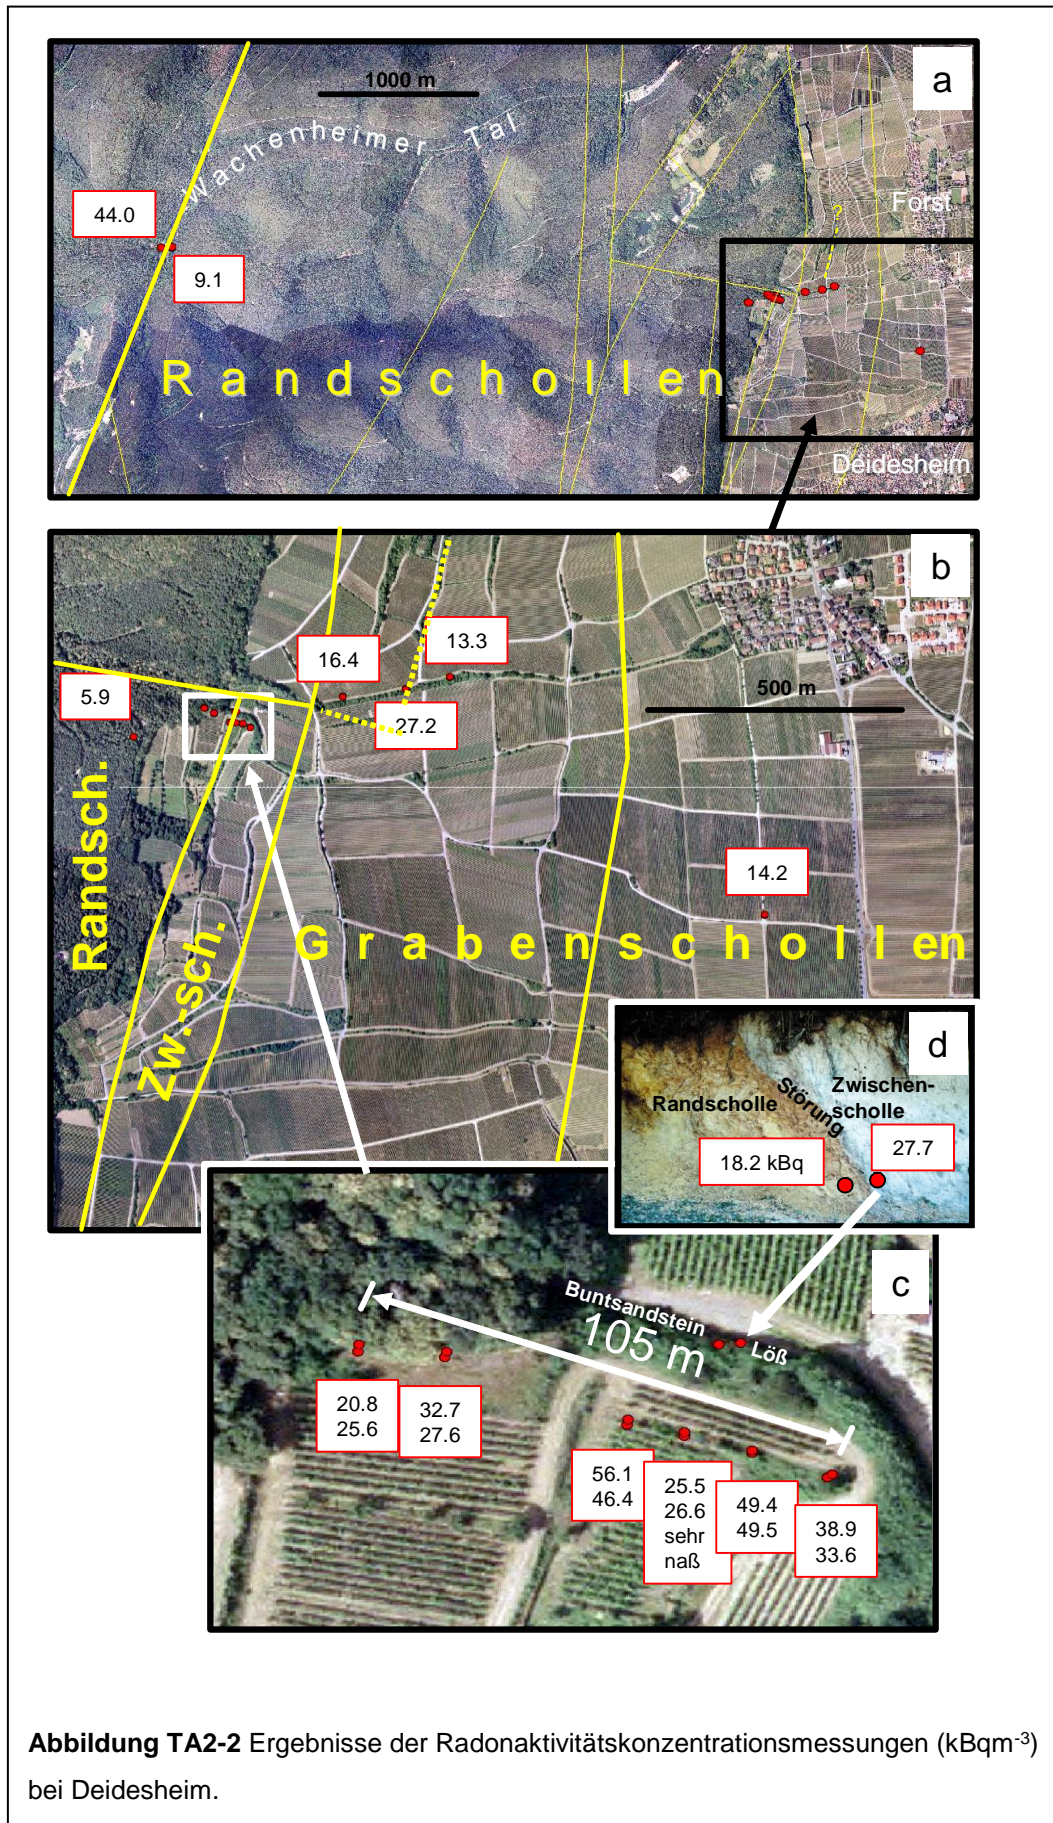 a
1000 m
Wachenheimer Tal
44.0
9.1
Forst
?
Randschollen
Deidesheim
b
13.3
16.4
5.9
500 m
27.2
Randsch.
14.2
Zw.-sch.
Grabenschollen
d
Zwischen-
scholle
Randscholle
Störung
18.2 kBq
27.7
c
Buntsandstein
105 m
Löß
20.8
25.6
32.7
27.6
56.1
46.4
25.5
26.6
sehr
naß
49.4
49.5
38.9
33.6
Abbildung TA2-2 Ergebnisse der Radonaktivitätskonzentrationsmessungen (kBqm⁻³)
bei Deidesheim.